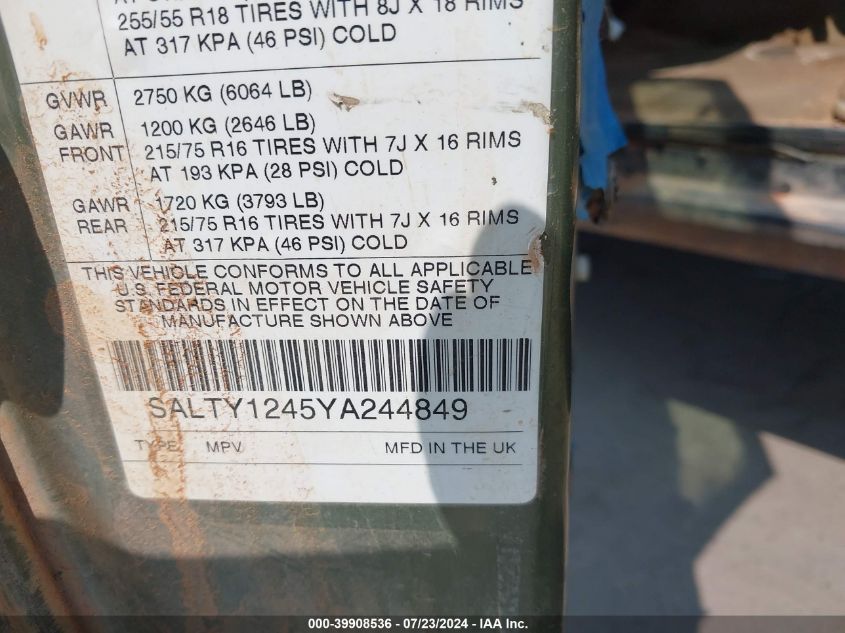 255/55 R18 TIRES WITH 8J X 18 RIMS
AT 317 KPA (46 PSI) COLD
GVWR 2750 KG (6064 LB)
GAWR FRONT 1200 KG (2646 LB)
215/75 R16 TIRES WITH 7J X 16 RIMS
AT 193 KPA (28 PSI) COLD
GAWR REAR 1720 KG (3793 LB)
215/75 R16 TIRES WITH 7J X 16 RIMS
AT 317 KPA (46 PSI) COLD
THIS VEHICLE CONFORMS TO ALL APPLICABLE
U.S. FEDERAL MOTOR VEHICLE SAFETY
STANDARDS IN EFFECT ON THE DATE OF
MANUFACTURE SHOWN ABOVE
SALTY1245YA244849
TYPE MPV MFD IN THE UK
000-39908536 / 07/23/2024 - IAA Inc.